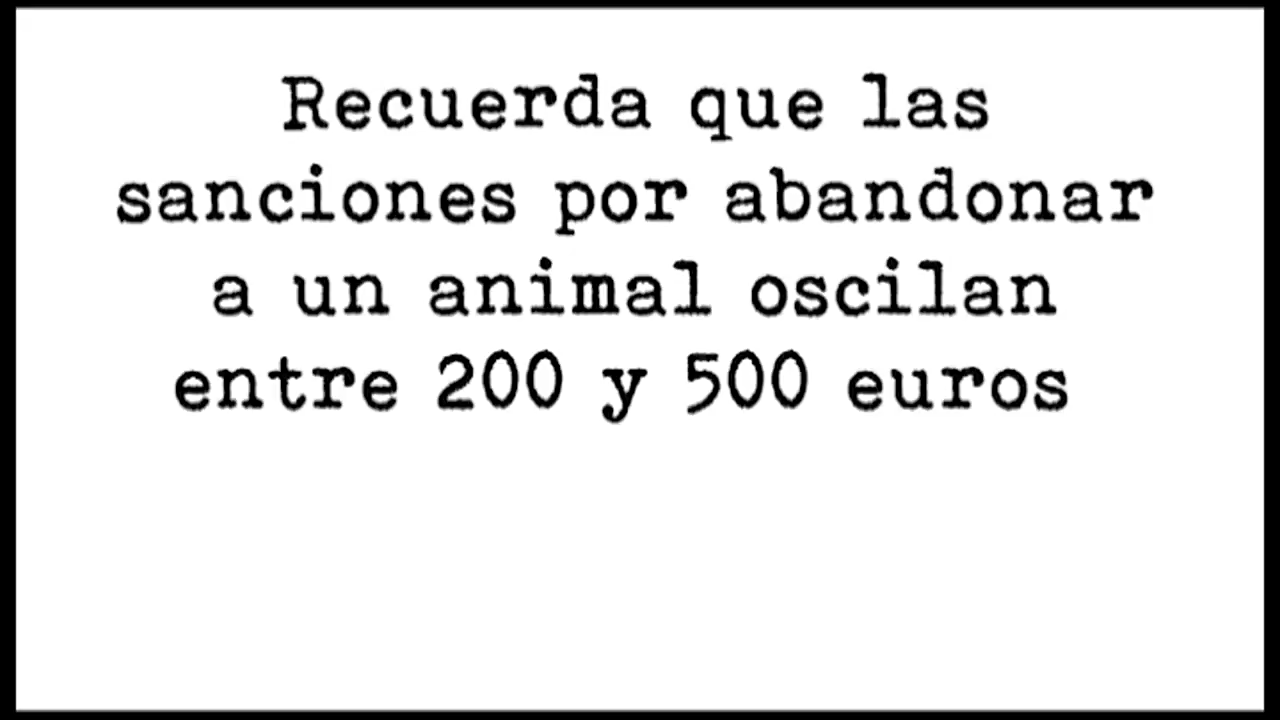 Recuerda que las
sanciones por abandonar
a un animal oscilan
entre 200 y 500 euros